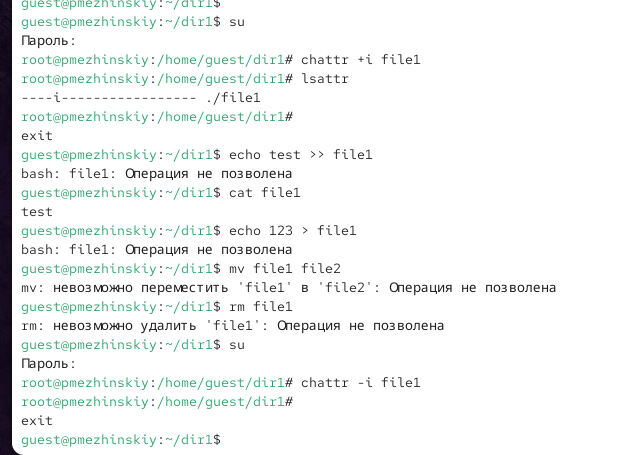 guest@pmezhinskiy:~/dir1$
guest@pmezhinskiy:~/dir1$ su
Пароль:
root@pmezhinskiy:/home/guest/dir1# chattr +i file1
root@pmezhinskiy:/home/guest/dir1# lsattr
----i----------------- ./file1
root@pmezhinskiy:/home/guest/dir1#
exit
guest@pmezhinskiy:~/dir1$ echo test >> file1
bash: file1: Операция не позволена
guest@pmezhinskiy:~/dir1$ cat file1
test
guest@pmezhinskiy:~/dir1$ echo 123 > file1
bash: file1: Операция не позволена
guest@pmezhinskiy:~/dir1$ mv file1 file2
mv: невозможно переместить 'file1' в 'file2': Операция не позволена
guest@pmezhinskiy:~/dir1$ rm file1
rm: невозможно удалить 'file1': Операция не позволена
guest@pmezhinskiy:~/dir1$ su
Пароль:
root@pmezhinskiy:/home/guest/dir1# chattr -i file1
root@pmezhinskiy:/home/guest/dir1#
exit
guest@pmezhinskiy:~/dir1$